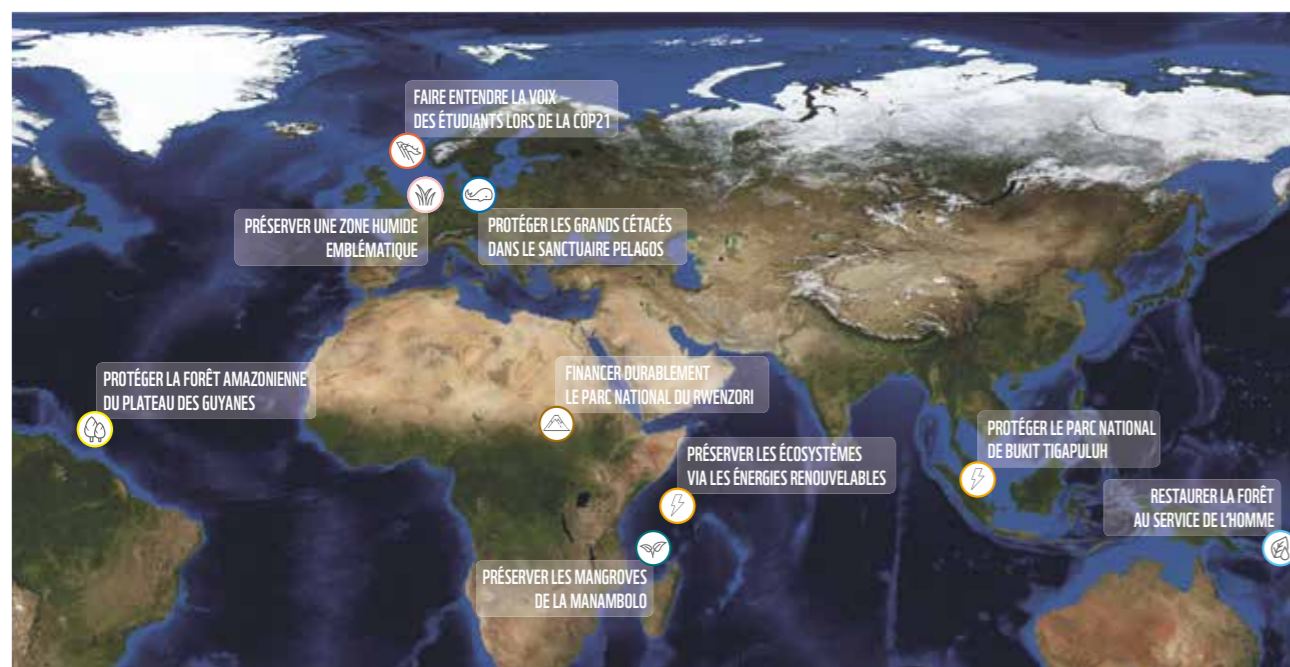 FAIRE ENTENDRE LA VOIX
DES ÉTUDIANTS LORS DE LA COP21
PRÉSERVER UNE ZONE HUMIDE
EMBLÉMATIQUE
PROTÉGER LES GRANDS CÉTACÉS
DANS LE SANCTUAIRE PELAGOS
PROTÉGER LA FORÊT AMAZONIENNE
DU PLATEAU DES GUYANES
FINANCER DURABLEMENT
LE PARC NATIONAL DU RWENZORI
PRÉSERVER LES ÉCOSYSTÈMES
VIA LES ÉNERGIES RENOUVELABLES
PROTÉGER LE PARC NATIONAL
DE BUKIT TIGAPULUH
RESTAURER LA FORÊT
AU SERVICE DE L'HOMME
PRÉSERVER LES MANGROVES
DE LA MANAMBOLO